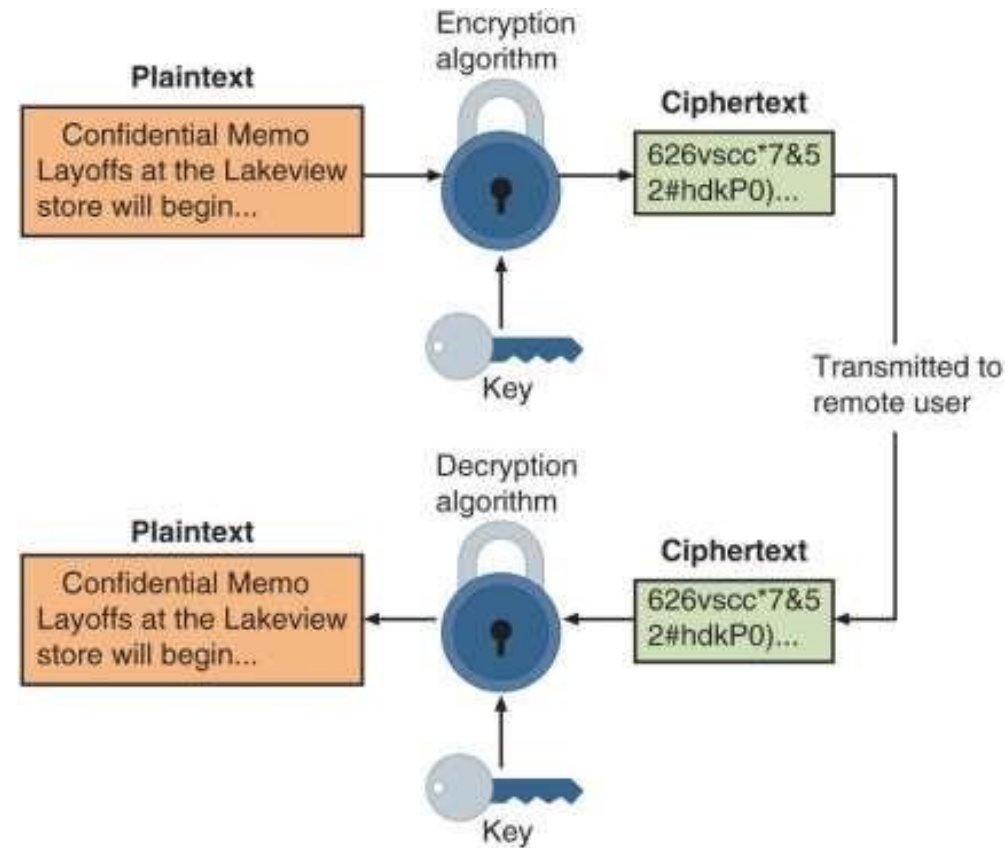 Encryption
algorithm
Plaintext
Confidential Memo
Layoffs at the Lakeview
store will begin...
Ciphertext
626vscc*7&5
2#hdkP0)...
Key
Transmitted to
remote user
Decryption
algorithm
Plaintext
Confidential Memo
Layoffs at the Lakeview
store will begin...
Ciphertext
626vscc*7&5
2#hdkP0)...
Key